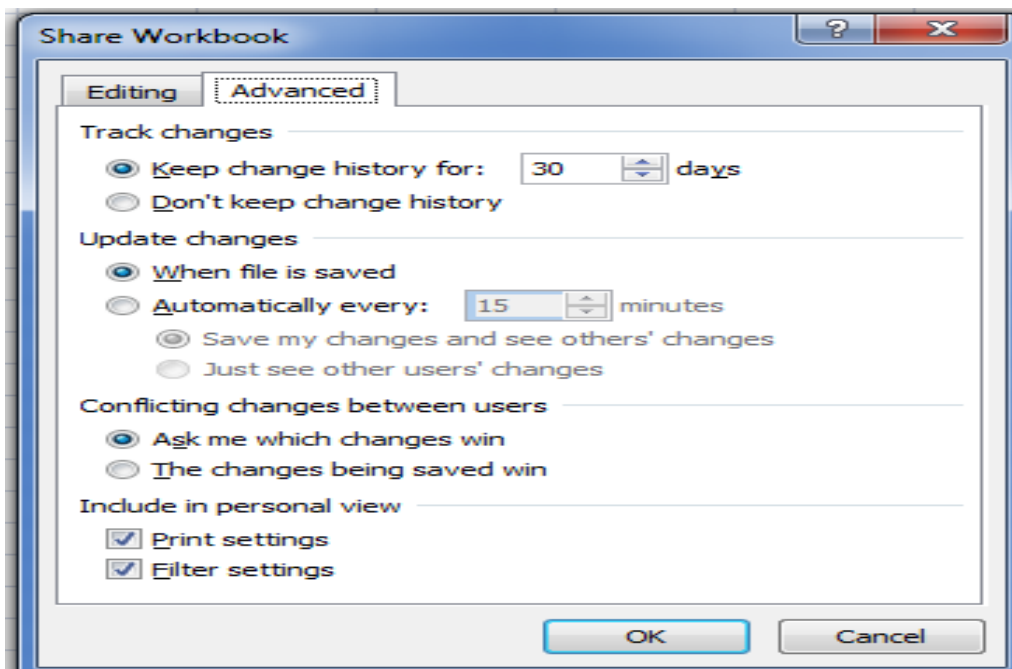 Share Workbook
?
Editing Advanced
Track changes
Keep change history for: 30 days
Don't keep change history
Update changes
When file is saved
Automatically every: 15 minutes
Save my changes and see others' changes
Just see other users' changes
Conflicting changes between users
Ask me which changes win
The changes being saved win
Include in personal view
Print settings
Filter settings
OK Cancel